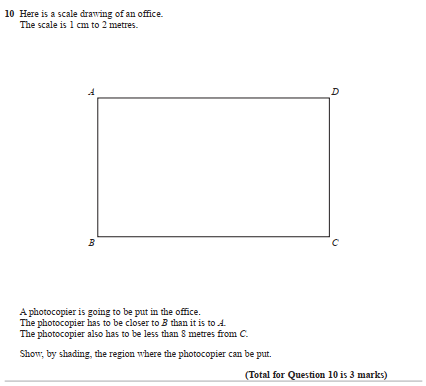 10 Here is a scale drawing of an office.
The scale is 1 cm to 2 metres.
A D
B C
A photocopier is going to be put in the office.
The photocopier has to be closer to B than it is to A.
The photocopier also has to be less than 8 metres from C.
Show, by shading, the region where the photocopier can be put.
(Total for Question 10 is 3 marks)